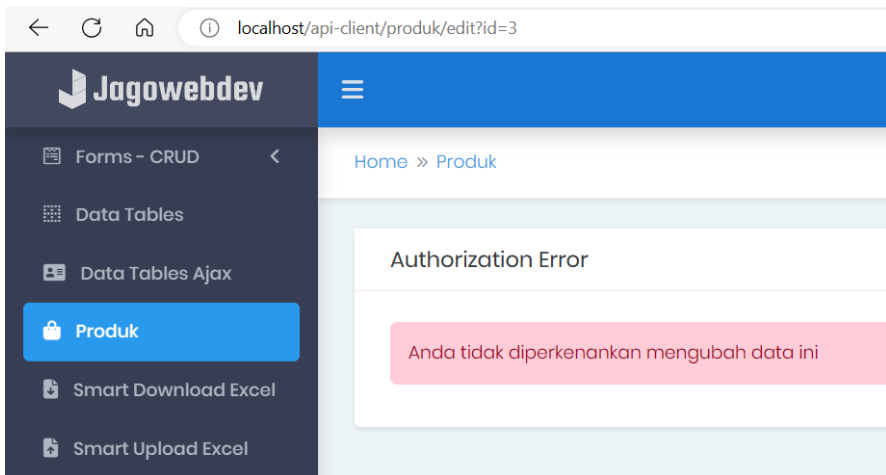 localhost/api-client/produk/edit?id=3
Jagowebdev
Forms - CRUD
Home » Produk
Data Tables
Authorization Error
Data Tables Ajax
Produk
Anda tidak diperkenankan mengubah data ini
Smart Download Excel
Smart Upload Excel